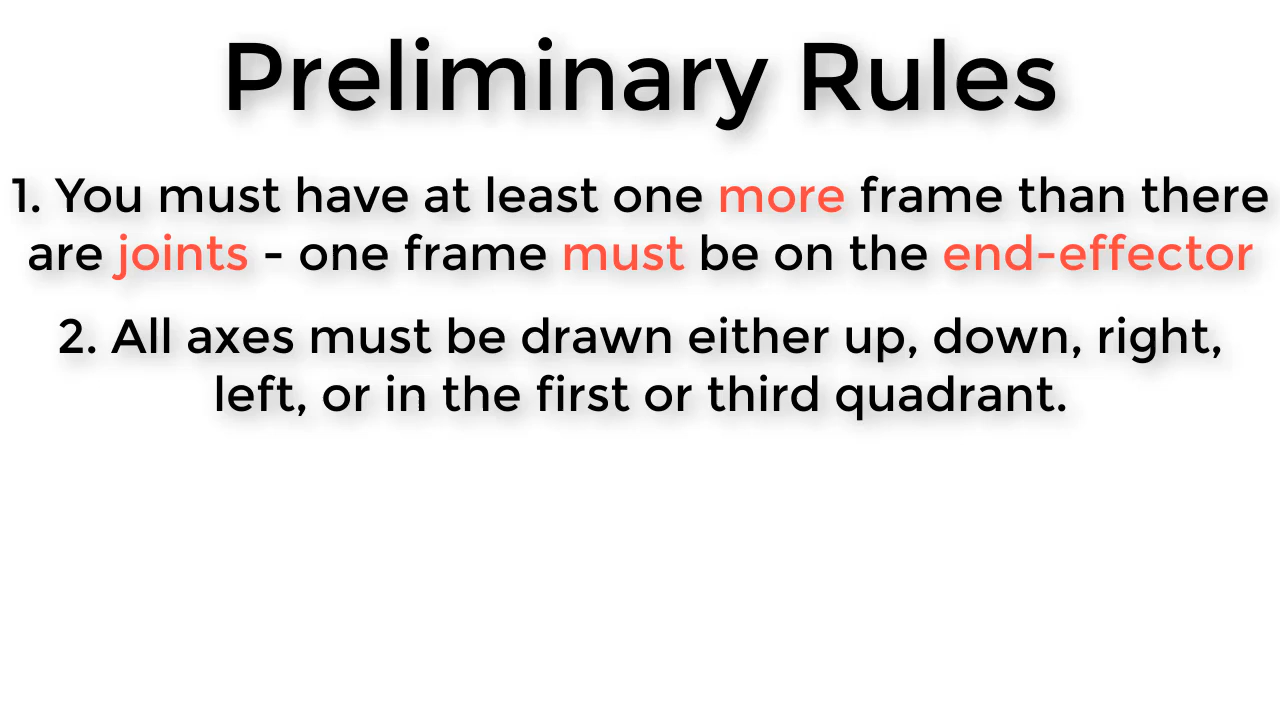 Preliminary Rules
1. You must have at least one more frame than there
are joints - one frame must be on the end-effector
2. All axes must be drawn either up, down, right,
left, or in the first or third quadrant.